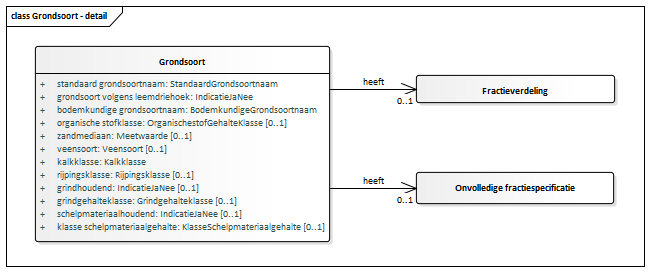 class Grondsoort - detail
Grondsoort
+ standaard grondsoortnaam: StandaardGrondsoortnaam
+ grondsoort volgens leemdriehoek: IndicatieJaNee
+ bodemkundige grondsoortnaam: BodemkundigeGrondsoortnaam
+ organische stofklasse: OrganischestofGehalteKlasse [0..1]
+ zandmediaan: Meetwaarde [0..1]
+ veensoort: Veensoort [0..1]
+ kalkklasse: Kalkklasse
+ rijpingsklasse: Rijpingsklasse [0..1]
+ grindhoudend: IndicatieJaNee [0..1]
+ grindgehalteklasse: Grindgehalteklasse [0..1]
+ schelpmateriaalhoudend: IndicatieJaNee [0..1]
+ klasse schelpmateriaalgehalte: KlasseSchelpmateriaalgehalte [0..1]
heeft
0..1
Fractieverdeling
heeft
0..1
Onvolledige fractiespecificatie